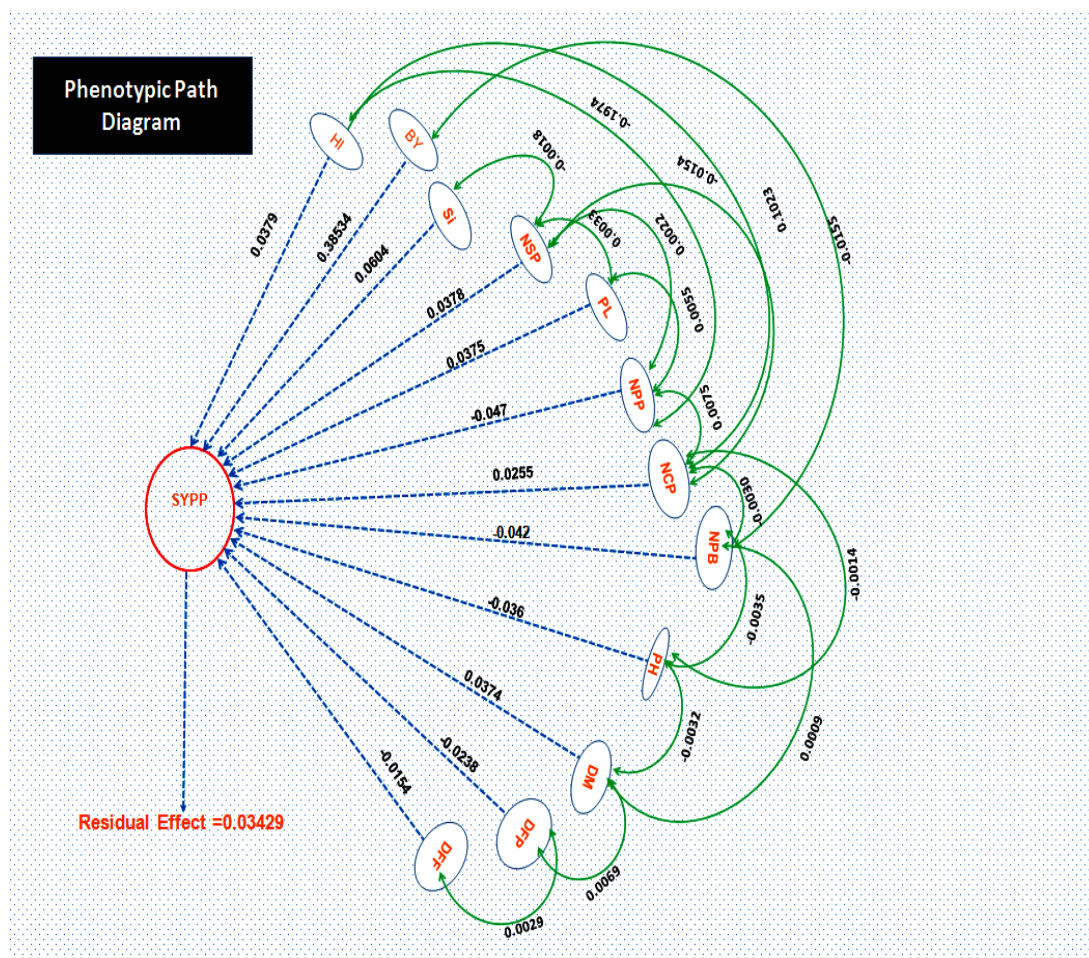 Phenotypic Path
Diagram
HI
BY
Si
NSP
PL
NPP
NCP
NPB
PH
DM
DFP
DFF
SYPP
0.0379
0.38534
0.0604
0.0378
0.0375
-0.047
0.0255
-0.042
-0.036
0.0374
-0.0238
-0.0154
-0.0018
-0.1974
-0.0154
0.1023
-0.0155
0.0033
0.0022
0.0055
0.0075
-0.0030
-0.0014
-0.0035
-0.0032
0.0009
0.0069
0.0029
Residual Effect =0.03429